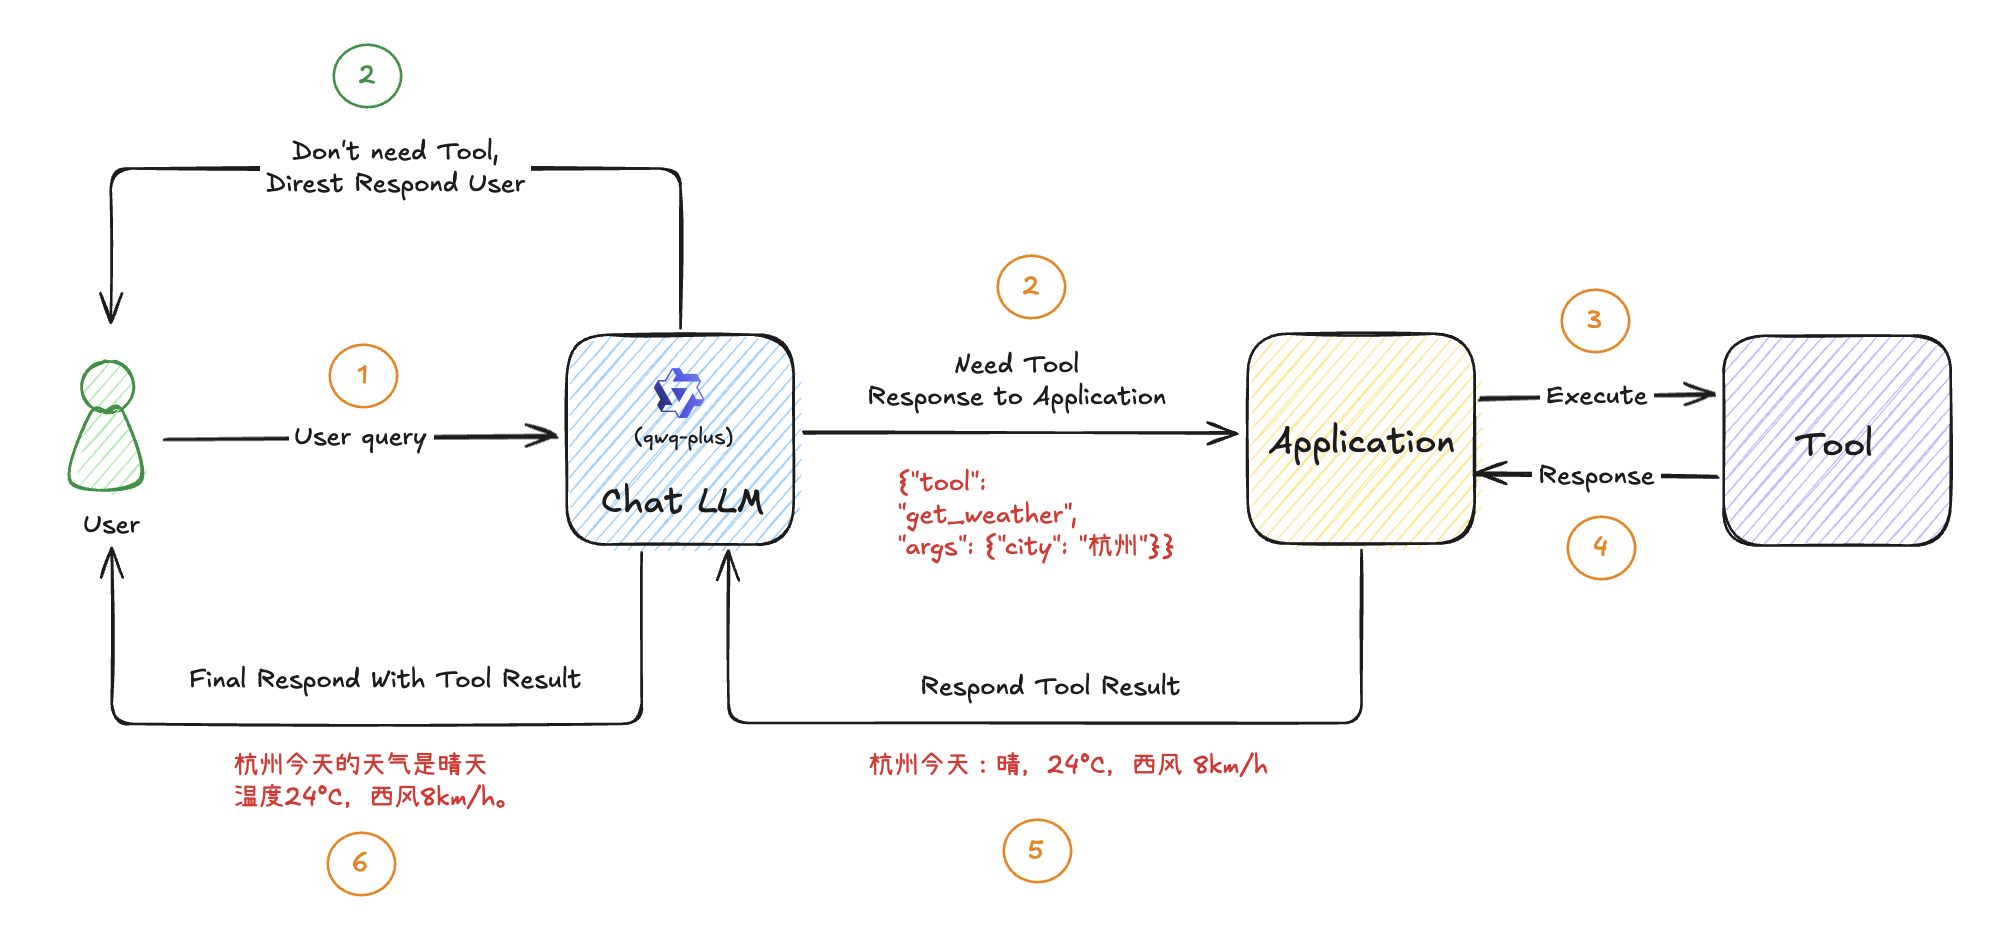 2
Don't need Tool,
Direst Respond User
1
User query
User
(qwq-plus)
Chat LLM
2
Need Tool
Response to Application
{"tool":
"get_weather",
"args": {"city": "杭州"}}
Application
3
Execute
Response
4
Tool
Final Respond With Tool Result
杭州今天的天气是晴天
温度24°C，西风8km/h。
6
Respond Tool Result
杭州今天：晴，24°C，西风 8km/h
5